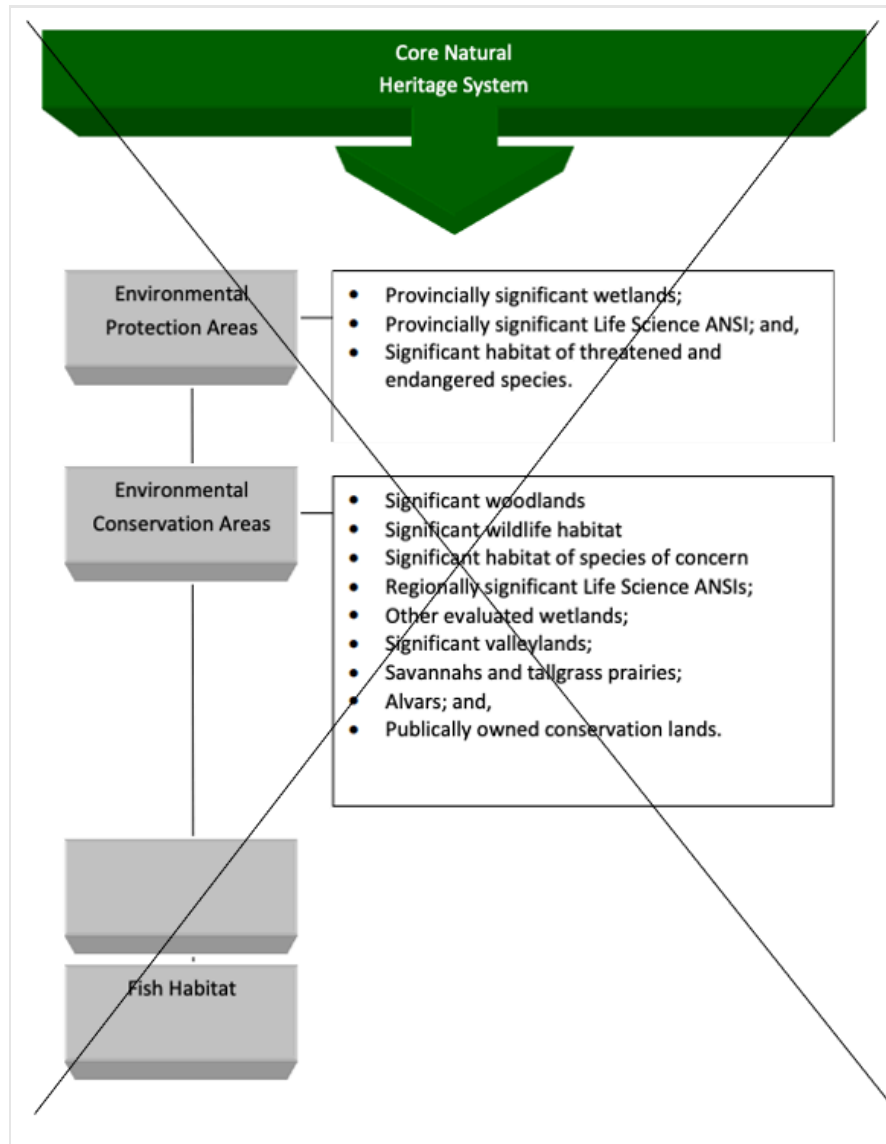 Core Natural
Heritage System
Environmental
Protection Areas
• Provincially significant wetlands;
• Provincially significant Life Science ANSI; and,
• Significant habitat of threatened and
endangered species.
Environmental
Conservation Areas
• Significant woodlands
• Significant wildlife habitat
• Significant habitat of species of concern
• Regionally significant Life Science ANSIs;
• Other evaluated wetlands;
• Significant valleylands;
• Savannahs and tallgrass prairies;
• Alvars; and,
• Publically owned conservation lands.
Fish Habitat